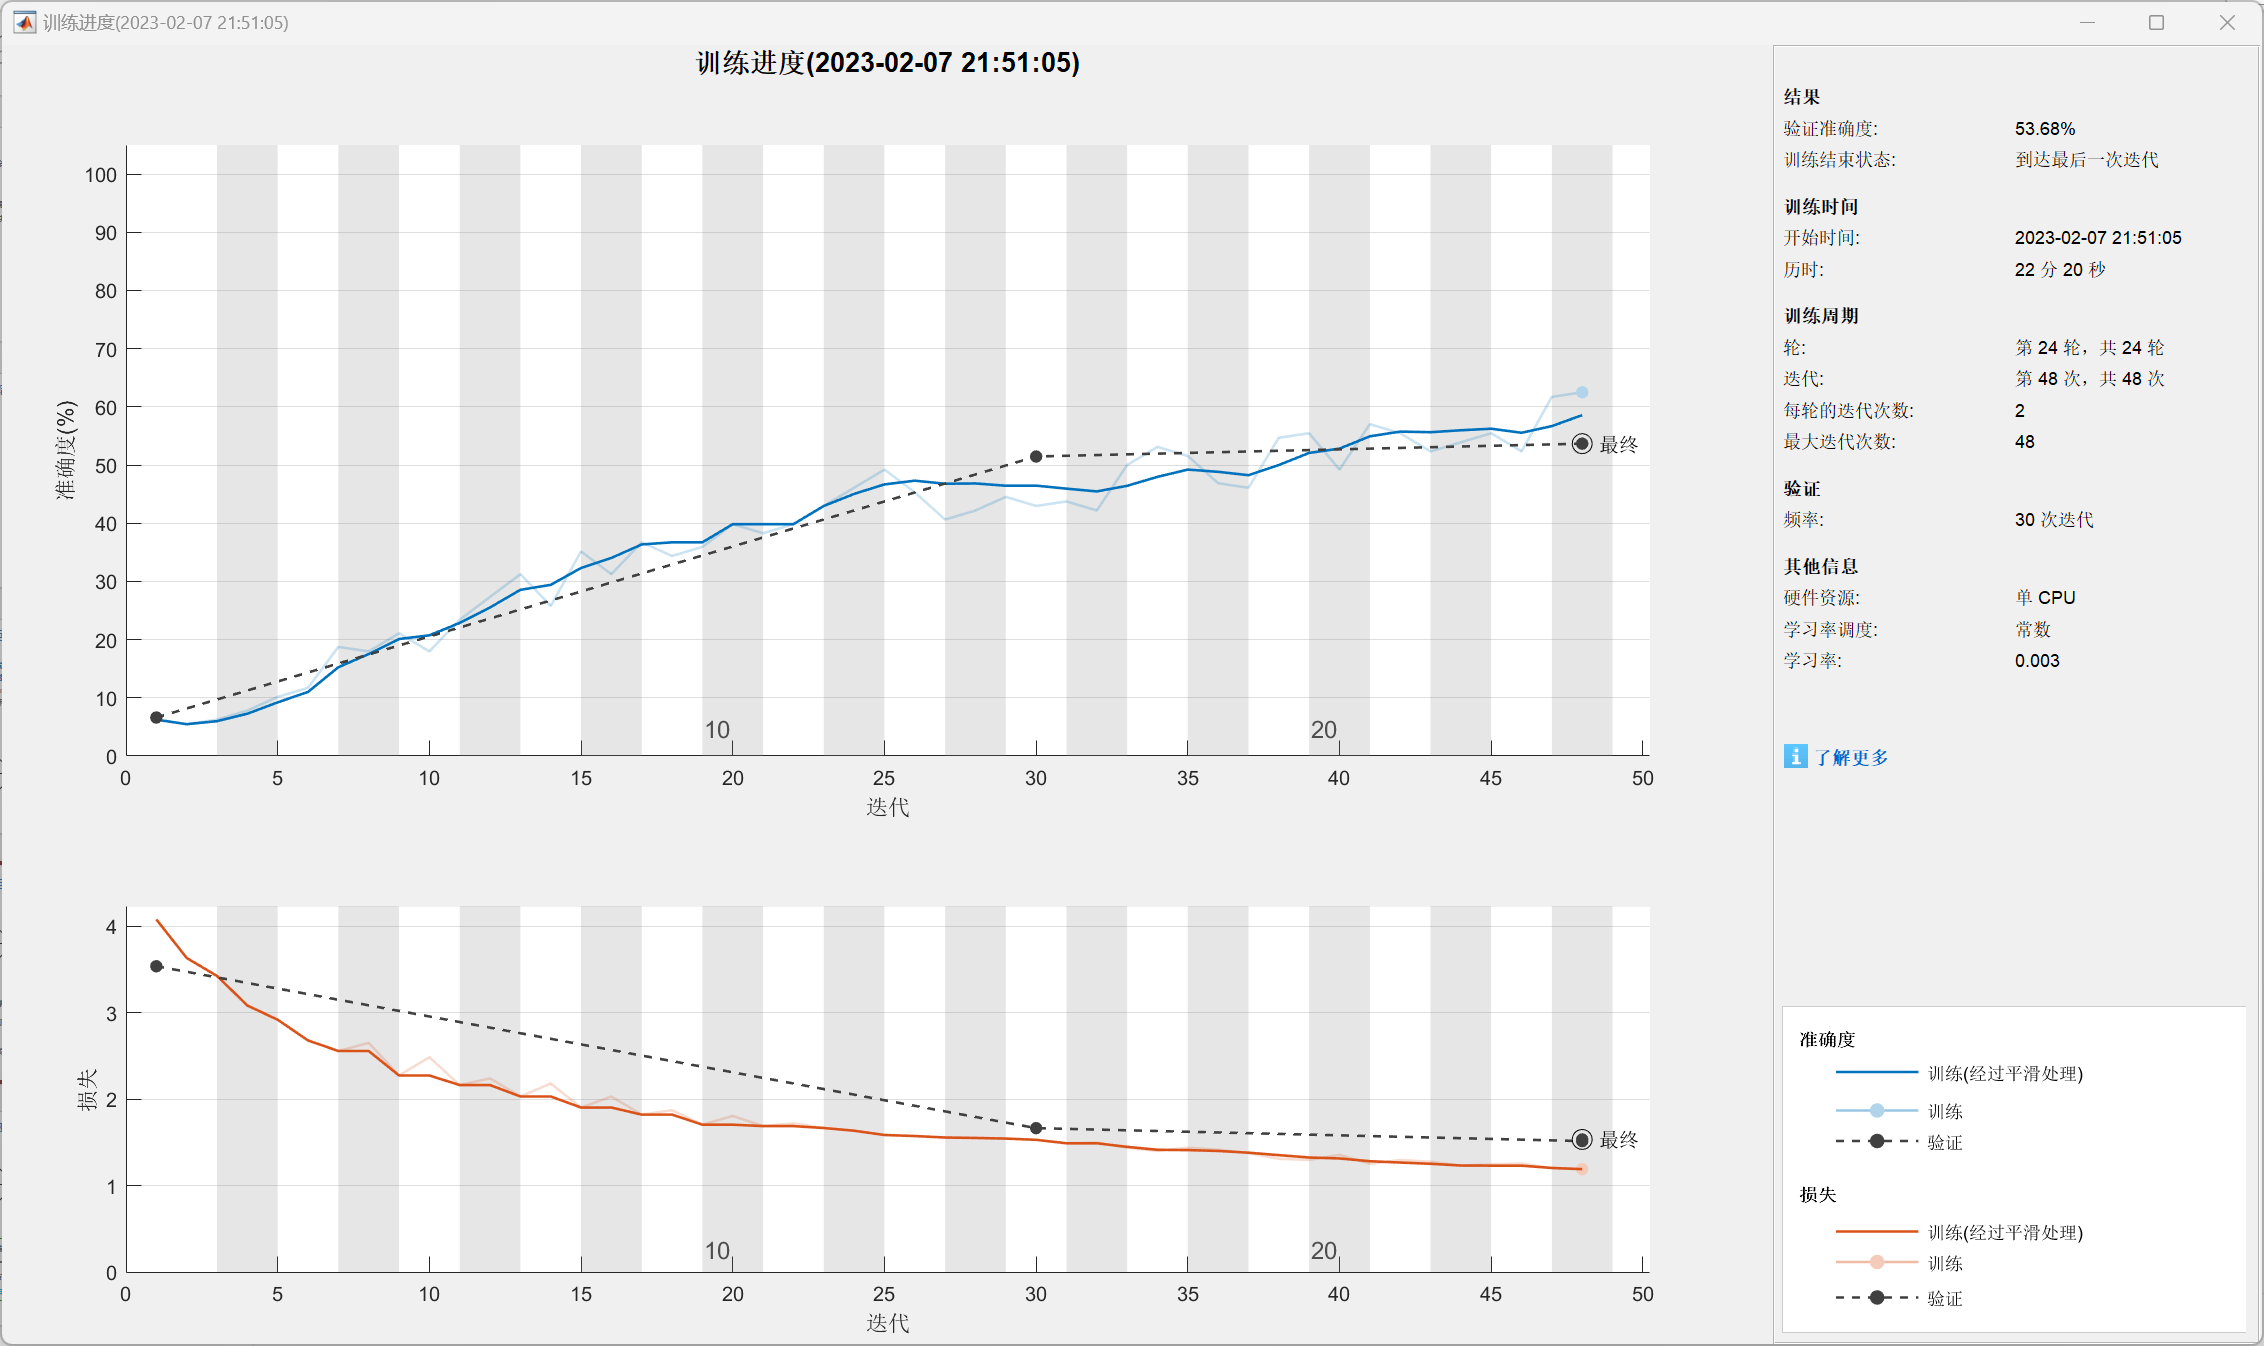 训练进度(2023-02-07 21:51:05)
训练进度(2023-02-07 21:51:05)
准确度(%)
100
90
80
70
60
50
40
30
20
10
0
最终
10
20
0 5 10 15 20 25 30 35 40 45 50
迭代
损失
4
3
2
1
0
最终
10
20
0 5 10 15 20 25 30 35 40 45 50
迭代
结果
验证准确度: 53.68%
训练结束状态: 到达最后一次迭代
训练时间
开始时间: 2023-02-07 21:51:05
历时: 22 分 20 秒
训练周期
轮: 第 24 轮，共 24 轮
迭代: 第 48 次，共 48 次
每轮的迭代次数: 2
最大迭代次数: 48
验证
频率: 30 次迭代
其他信息
硬件资源: 单 CPU
学习率调度: 常数
学习率: 0.003
i 了解更多
准确度
训练(经过平滑处理)
训练
验证
损失
训练(经过平滑处理)
训练
验证